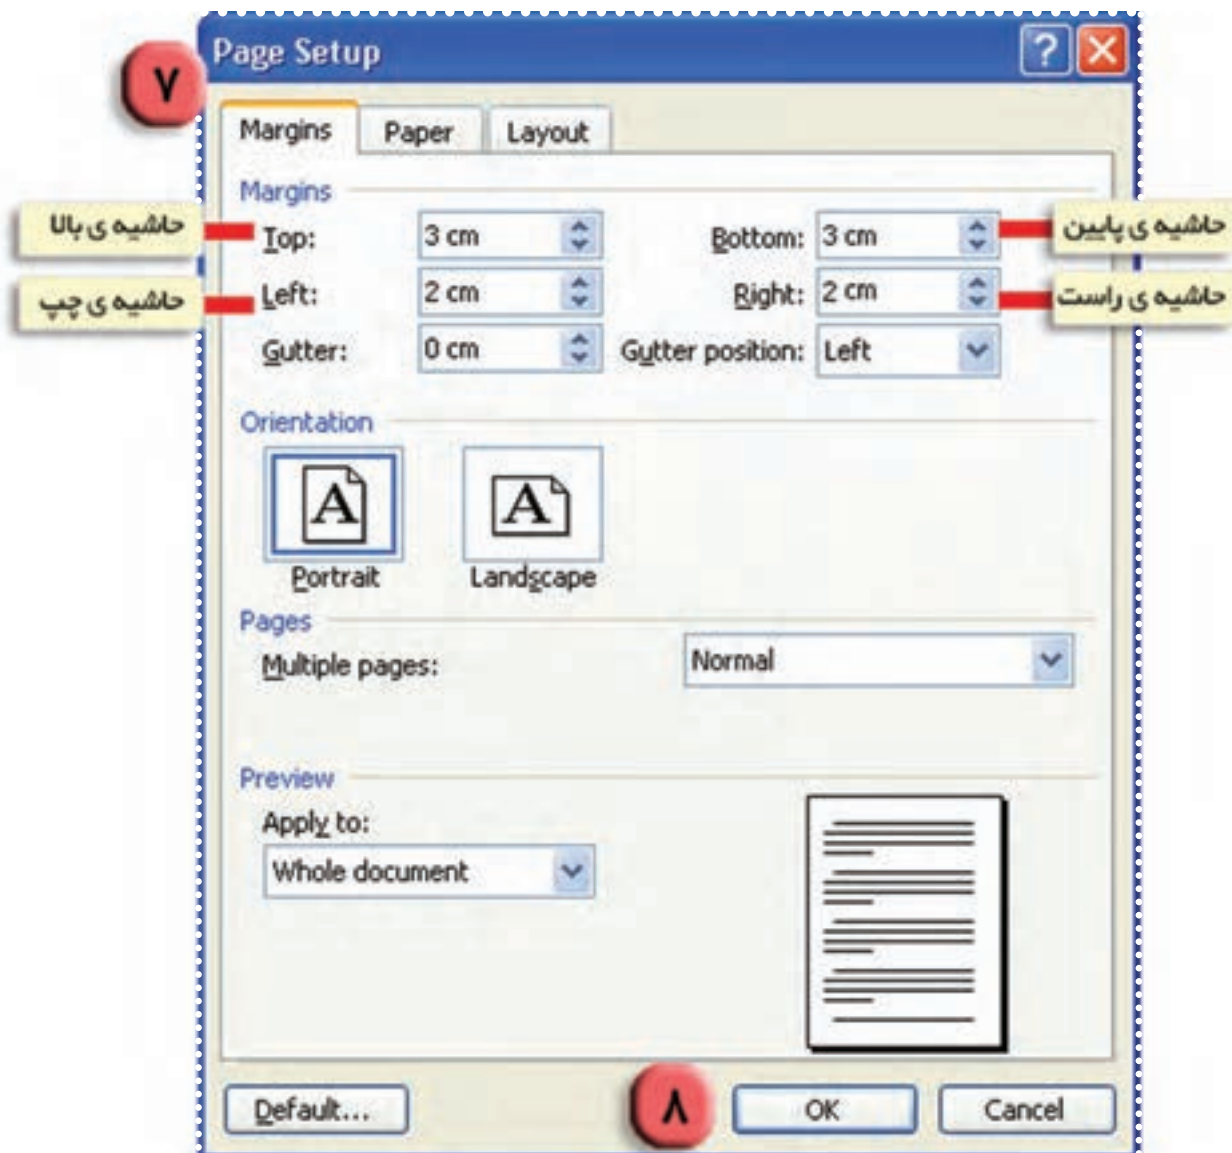 Page Setup
۷
Margins Paper Layout
Margins
حاشیه ی بالا Top: 3 cm Bottom: 3 cm حاشیه ی پایین
حاشیه ی چپ Left: 2 cm Right: 2 cm حاشیه ی راست
Gutter: 0 cm Gutter position: Left
Orientation
A A
Portrait Landscape
Pages
Multiple pages: Normal
Preview
Apply to:
Whole document
Default... ۸ OK Cancel